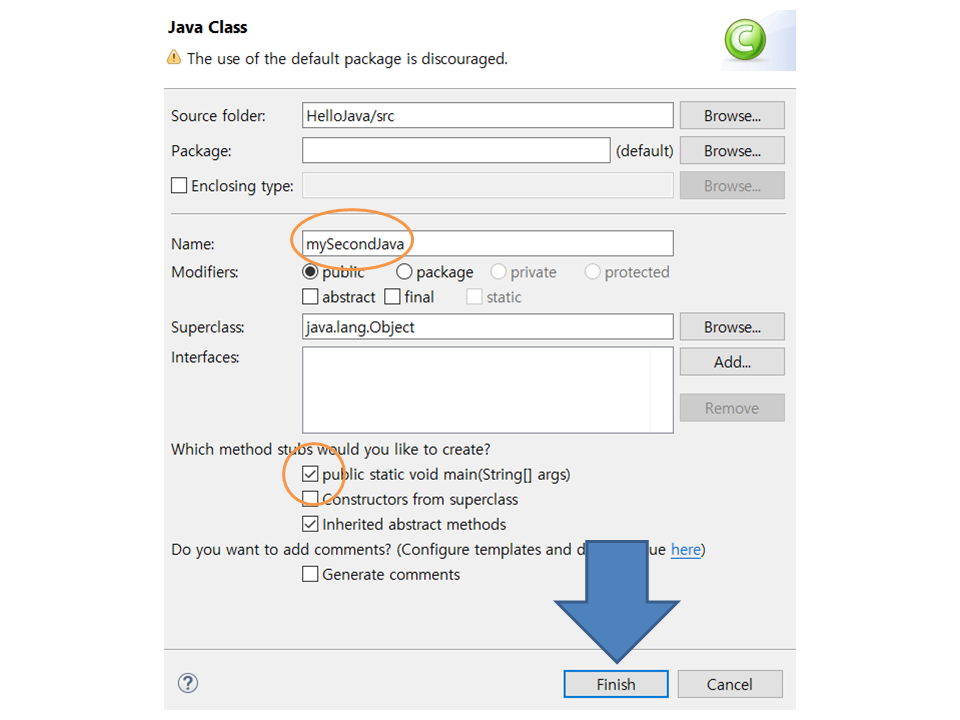 Java Class
The use of the default package is discouraged.
Source folder: HelloJava/src Browse...
Package: (default) Browse...
Enclosing type: Browse...
Name: mySecondJava
Modifiers: public package private protected
abstract final static
Superclass: java.lang.Object Browse...
Interfaces: Add...
Remove
Which method stubs would you like to create?
public static void main(String[] args)
Constructors from superclass
Inherited abstract methods
Do you want to add comments? (Configure templates and here)
Generate comments
Finish Cancel